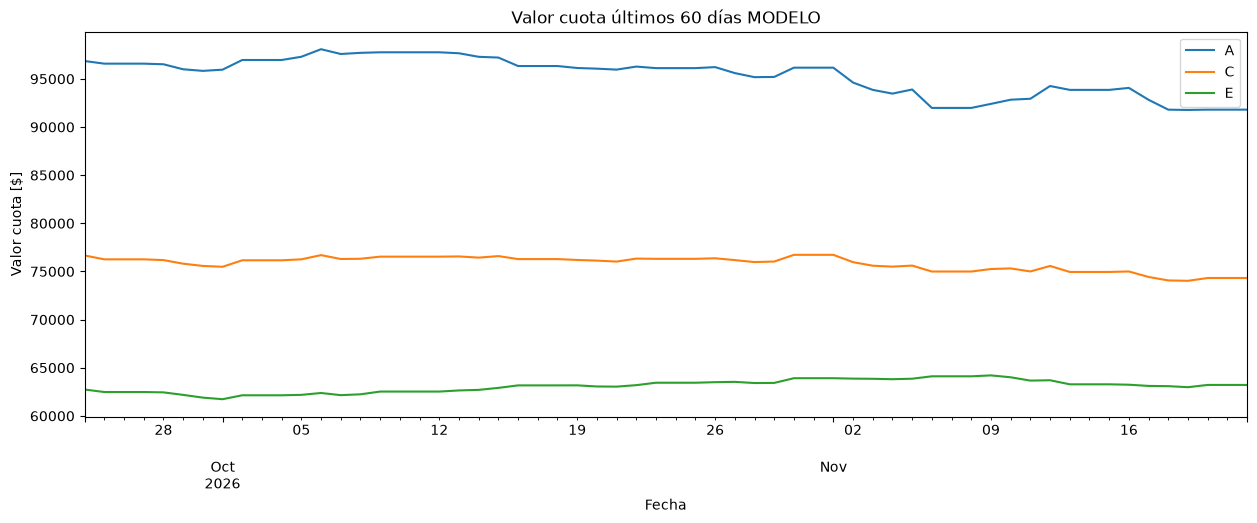 Valor cuota últimos 60 días MODELO
A
C
E
Valor cuota [$]
95000
90000
85000
80000
75000
70000
65000
60000
28 05 12 19 26 02 09 16
Oct Nov
2026
Fecha